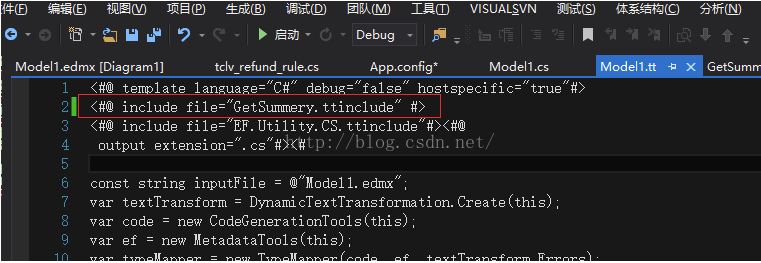 文件(F) 编辑(E) 视图(V) 项目(P) 生成(B) 调试(D) 团队(M) 工具(T) VISUALSVN 测试(S) 体系结构(C) 分析(N)
启动 Debug
Model1.edmx [Diagram1] tclv_refund_rule.cs App.config* Model1.cs Model1.tt GetSumm
1 <#@ template language="C#" debug="false" hostspecific="true"#>
2 <#@ include file="GetSummery.ttinclude" #>
3 <#@ include file="EF.Utility.CS.ttinclude"#><#@
4 output extension=".cs"#><#
http://blog.csdn.net/
5
6 const string inputFile = @"Model1.edmx";
7 var textTransform = DynamicTextTransformation.Create(this);
8 var code = new CodeGenerationTools(this);
9 var ef = new MetadataTools(this);
10 var typeMapper = new TypeMapper(code, ef, textTransform.Errors);